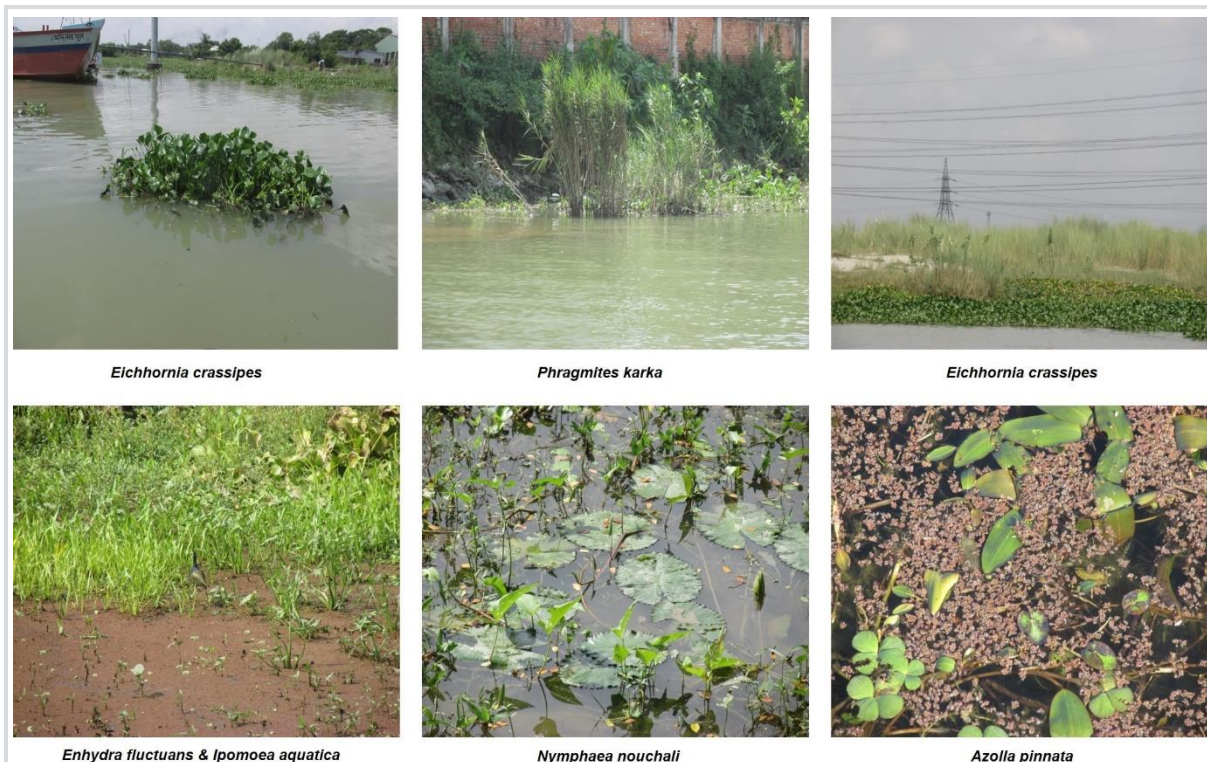 Eichhornia crassipes
Phragmites karka
Eichhornia crassipes
Enhydra fluctuans & Ipomoea aquatica
Nymphaea nouchali
Azolla pinnata